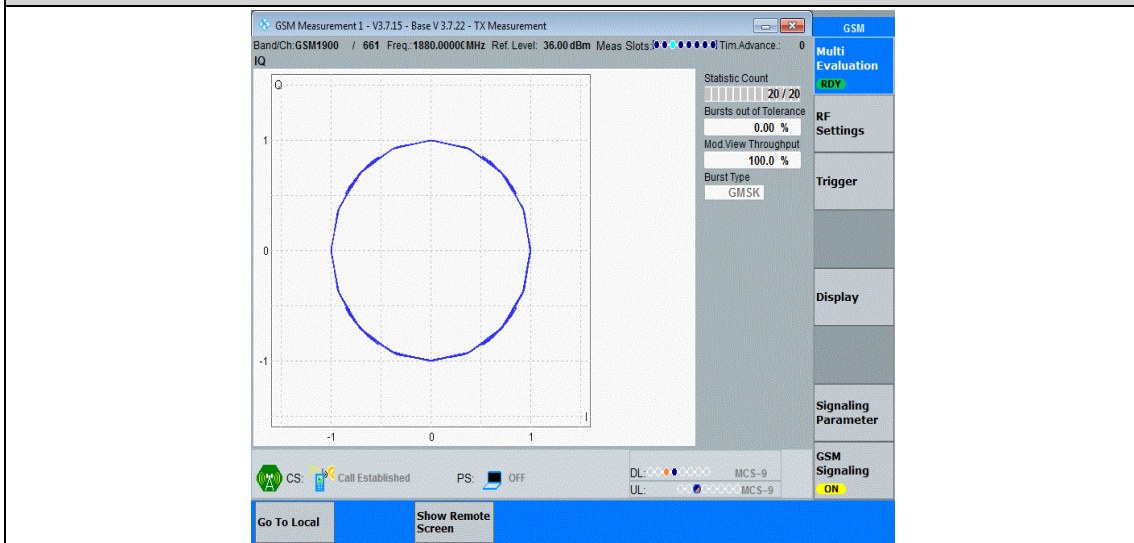 GSM Measurement 1 - V3.7.15 - Base V 3.7.22 - TX Measurement
GSM
Band/Ch:GSM1900 / 661 Freq.:1880.0000 MHz Ref. Level: 36.00 dBm Meas Slots: Tim.Advance.: 0
IQ
Multi
Evaluation
RDY
Q
Statistic Count
20 / 20
Bursts out of Tolerance
0.00 %
Mod.View Throughput
100.0 %
Burst Type
GMSK
RF
Settings
Trigger
Display
1
0
-1
I
-1 0 1
Signaling
Parameter
GSM
Signaling
ON
CS: Call Established PS: OFF
DL: MCS-9
UL: MCS-9
Go To Local
Show Remote
Screen